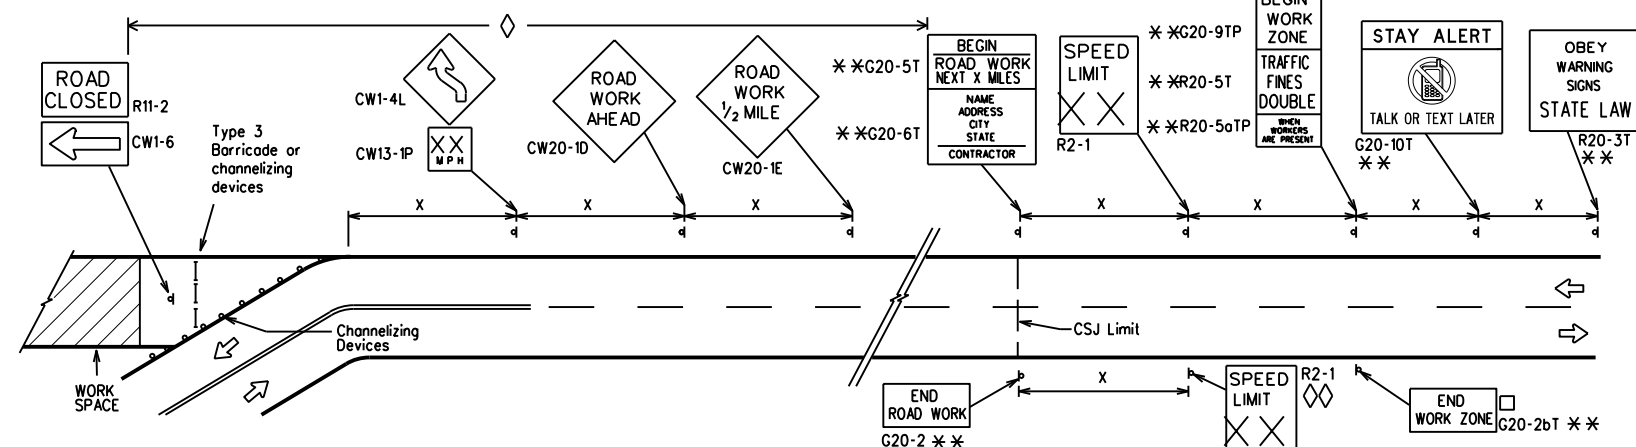 ROAD
CLOSED
R11-2
CW1-6
Type 3
Barricade or
channelizing
devices
CW1-4L
XX
MPH
CW13-1P
ROAD
WORK
AHEAD
CW20-1D
ROAD
WORK
1/2 MILE
CW20-1E
* *G20-5T
* *G20-6T
BEGIN
ROAD WORK
NEXT X MILES
NAME
ADDRESS
CITY
STATE
CONTRACTOR
SPEED
LIMIT
X X
R2-1
* *G20-9TP
* *R20-5T
* *R20-5aTP
BEGIN
WORK
ZONE
TRAFFIC
FINES
DOUBLE
WHEN
WORKERS
ARE PRESENT
STAY ALERT
TALK OR TEXT LATER
G20-10T
* *
OBEY
WARNING
SIGNS
STATE LAW
R20-3T
* *
X
X
X
X
X
X
X
Channelizing
Devices
WORK
SPACE
CSJ Limit
END
ROAD WORK
G20-2 * *
X
SPEED
LIMIT
X X
R2-1
END
WORK ZONE
G20-2bT * *